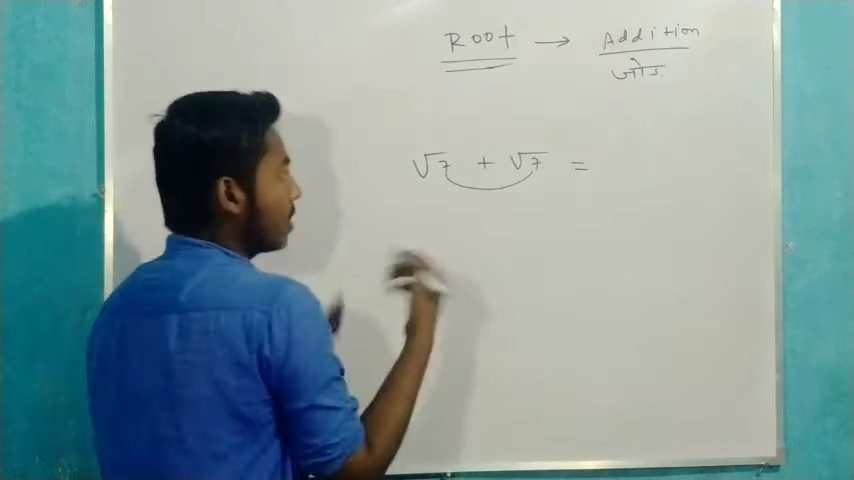 Root → Addition
जोड़
√7 + √7 =